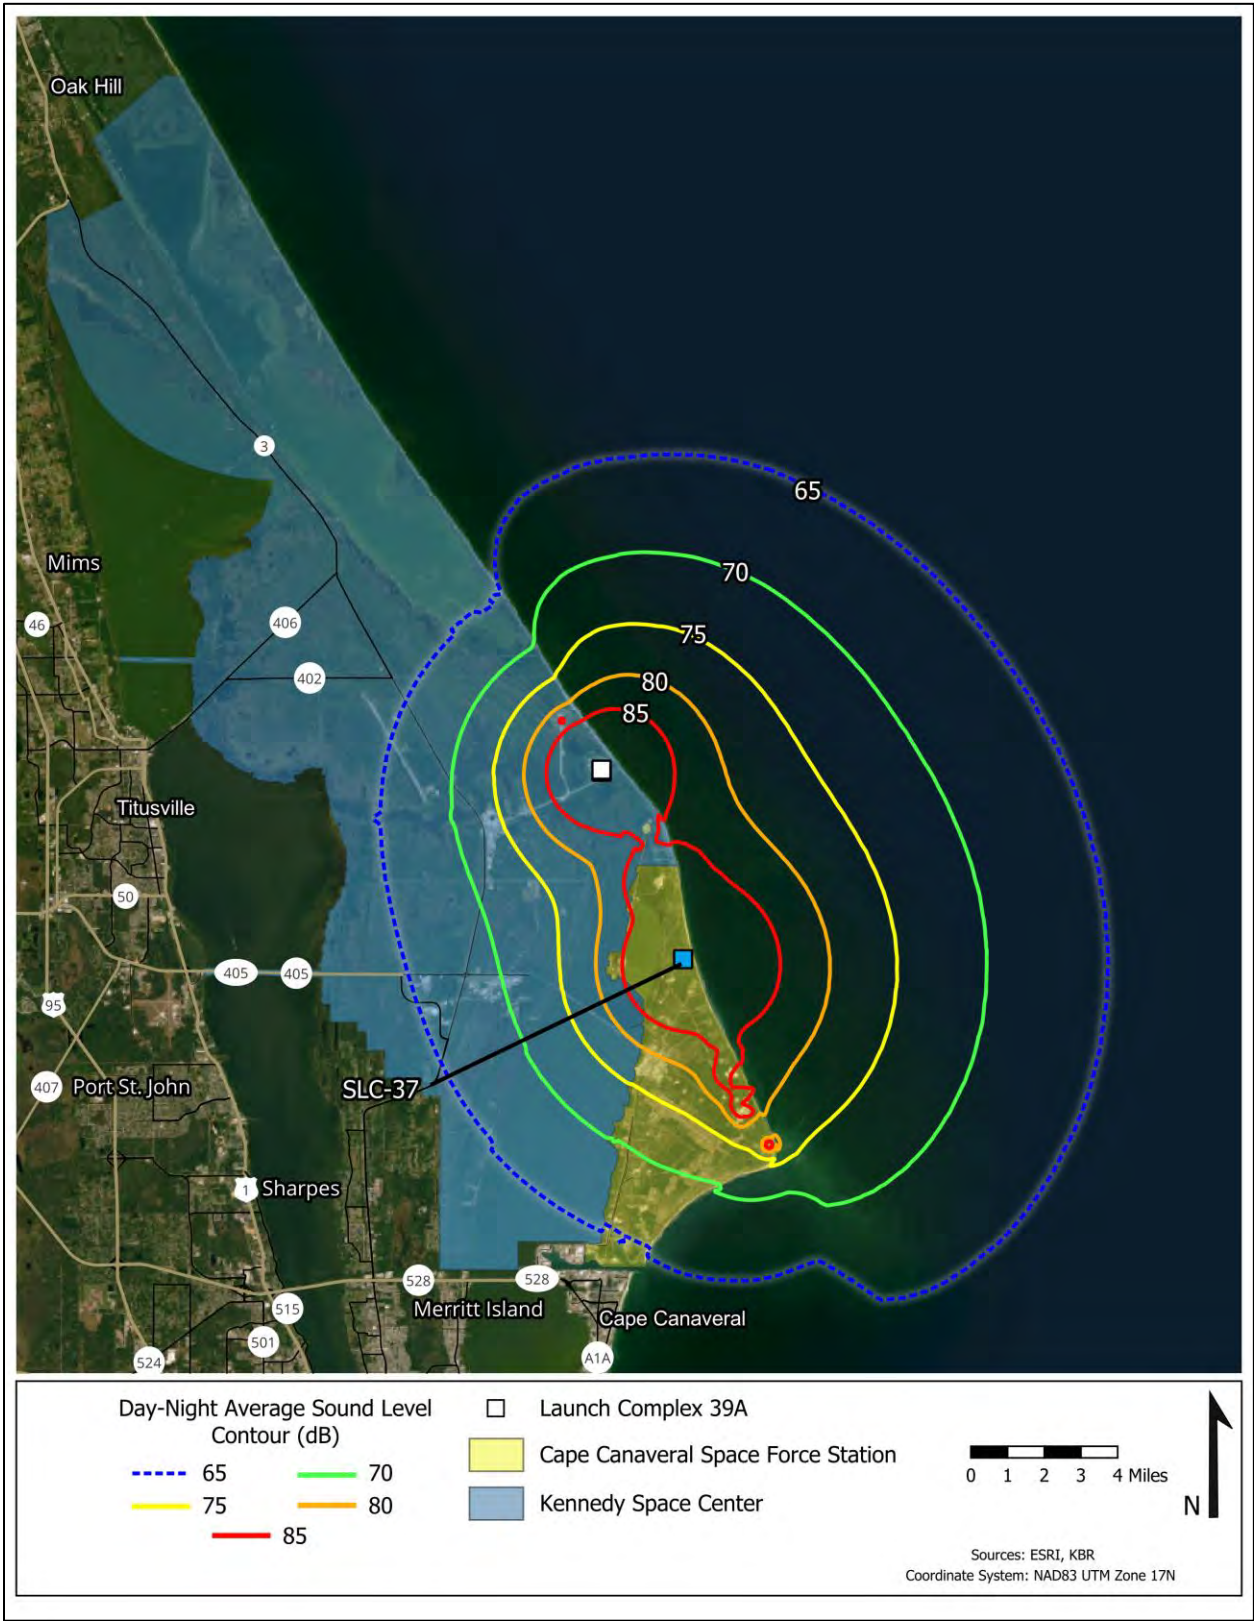 Oak Hill
3
65
Mims
70
46
406
75
402
80
85
Titusville
50
405
405
95
407
Port St. John
SLC-37
1
Sharpes
528
528
515
Merritt Island
Cape Canaveral
501
524
A1A
Day-Night Average Sound Level
Contour (dB)
65
70
75
80
85
Launch Complex 39A
Cape Canaveral Space Force Station
Kennedy Space Center
0 1 2 3 4 Miles
N
Sources: ESRI, KBR
Coordinate System: NAD83 UTM Zone 17N